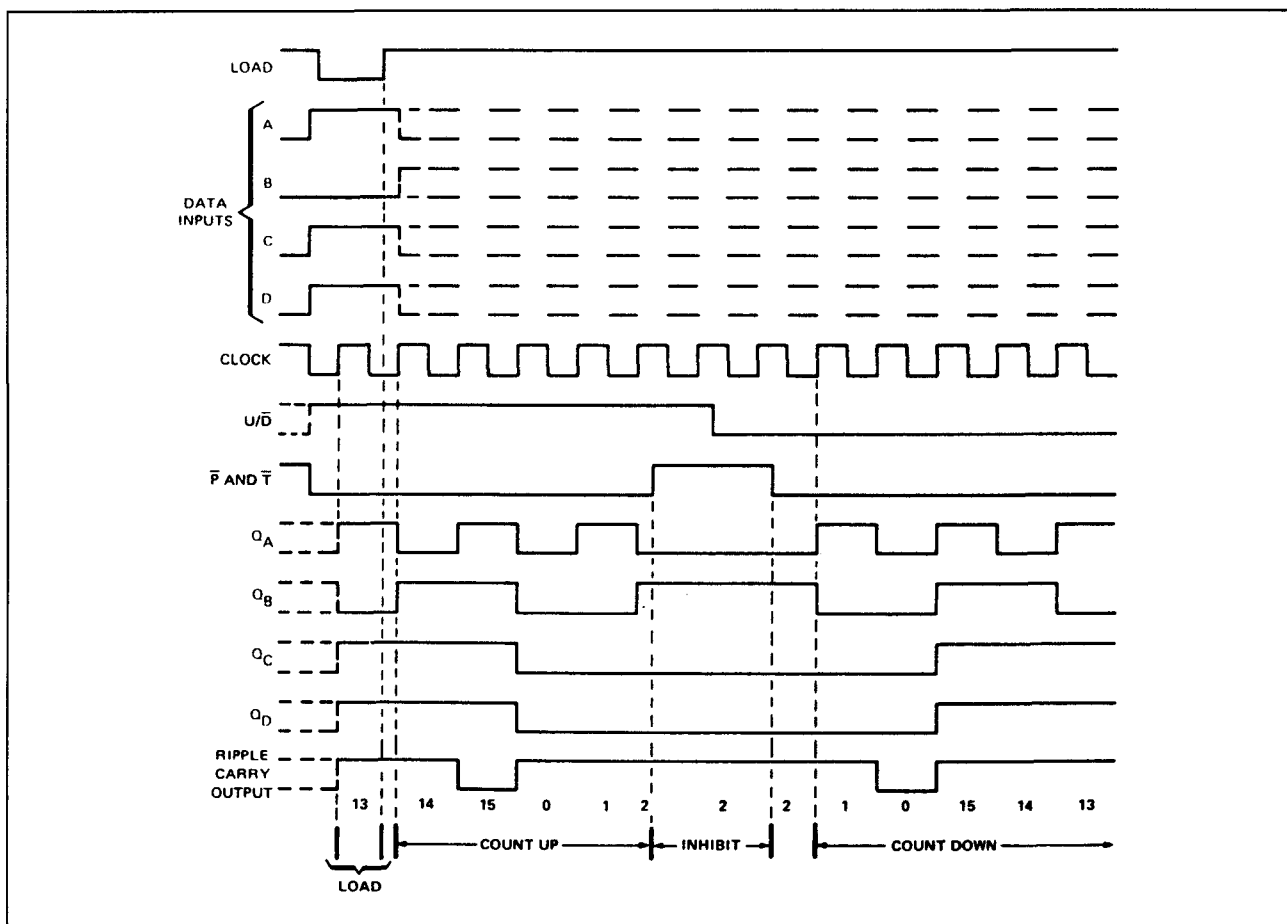 LOAD
A
B
DATA
INPUTS
C
D
CLOCK
U/D̅
P̅ AND T̅
QA
QB
QC
QD
RIPPLE
CARRY
OUTPUT
13 14 15 0 1 2 2 2 1 0 15 14 13
COUNT UP INHIBIT COUNT DOWN
LOAD